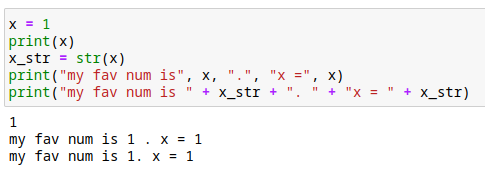 x = 1
print(x)
x_str = str(x)
print("my fav num is", x, ".", "x =", x)
print("my fav num is " + x_str + ". " + "x = " + x_str)
1
my fav num is 1 . x = 1
my fav num is 1. x = 1